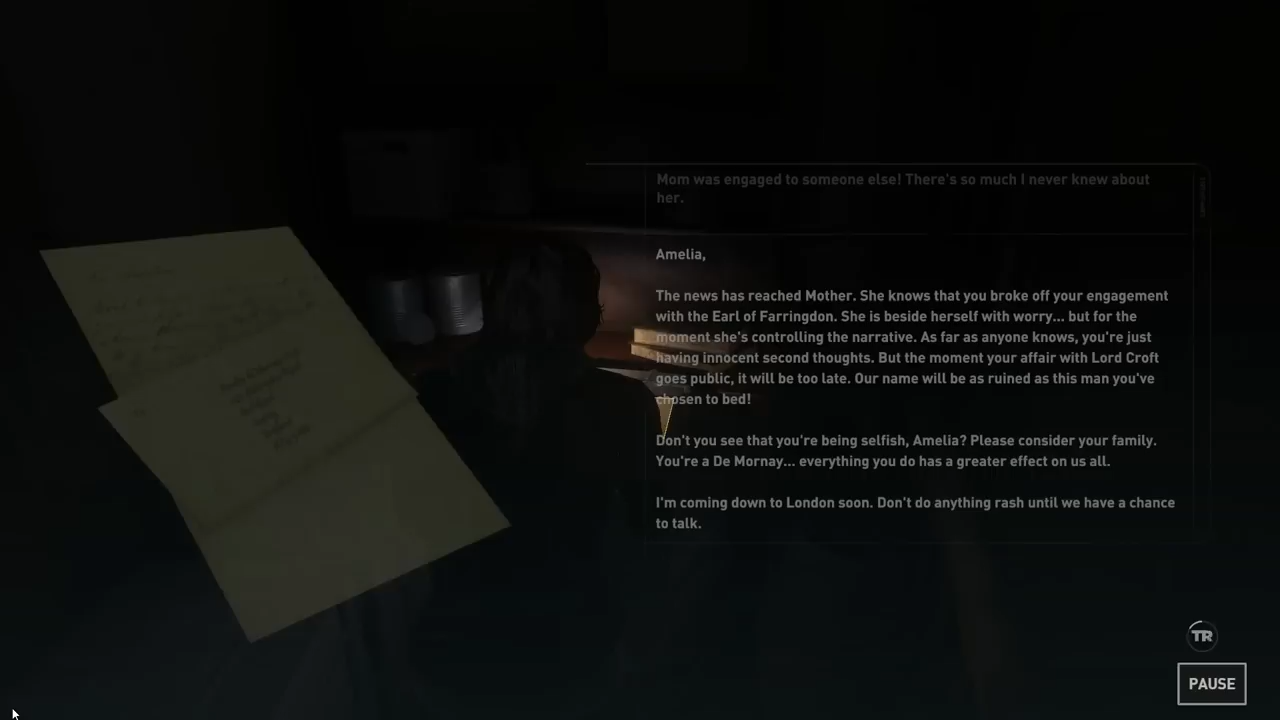 Mom was engaged to someone else! There's so much I never knew about
her.
Amelia,
The news has reached Mother. She knows that you broke off your engagement
with the Earl of Farringdon. She is beside herself with worry... but for the
moment she's controlling the narrative. As far as anyone knows, you're just
having innocent second thoughts. But the moment your affair with Lord Croft
goes public, it will be too late. Our name will be as ruined as this man you've
chosen to bed!
Don't you see that you're being selfish, Amelia? Please consider your family.
You're a De Mornay... everything you do has a greater effect on us all.
I'm coming down to London soon. Don't do anything rash until we have a chance
to talk.
TR
PAUSE